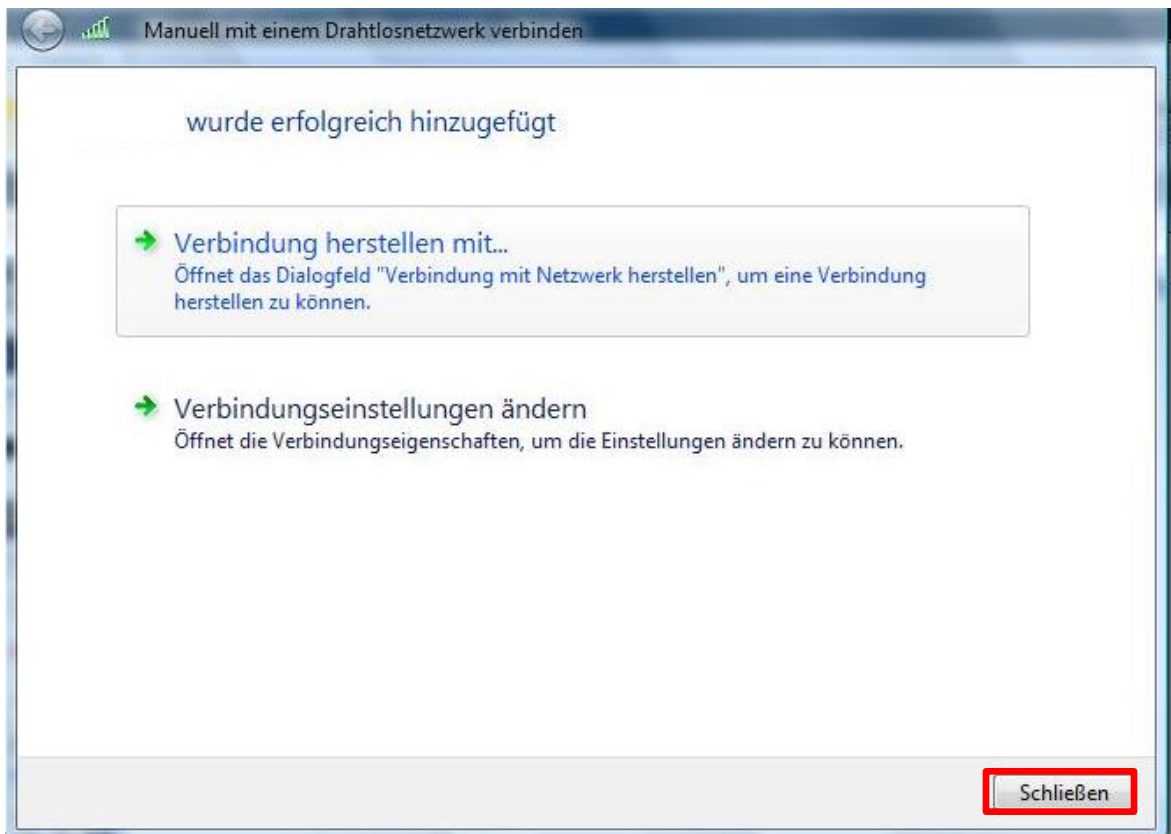 Manuell mit einem Drahtlosnetzwerk verbinden
wurde erfolgreich hinzugefügt
Verbindung herstellen mit...
Öffnet das Dialogfeld "Verbindung mit Netzwerk herstellen", um eine Verbindung
herstellen zu können.
Verbindungseinstellungen ändern
Öffnet die Verbindungseigenschaften, um die Einstellungen ändern zu können.
Schließen